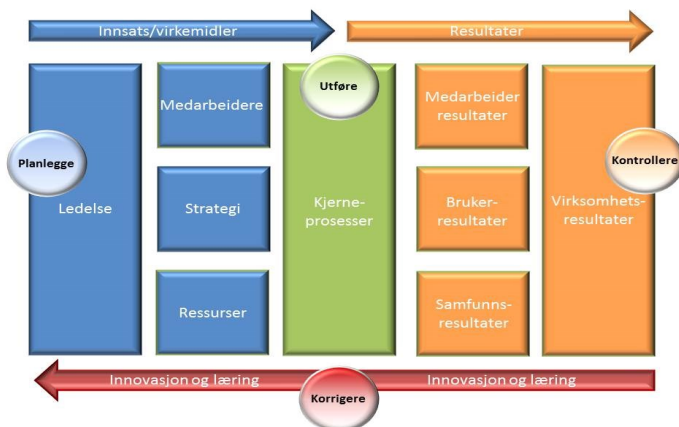 Innsats/virkemidler
Resultater
Utføre
Medarbeidere
Medarbeider
resultater
Planlegge
Kontrollere
Ledelse
Strategi
Kjerne-
prosesser
Bruker-
resultater
Virksomhets-
resultater
Ressurser
Samfunns-
resultater
Innovasjon og læring
Innovasjon og læring
Korrigere